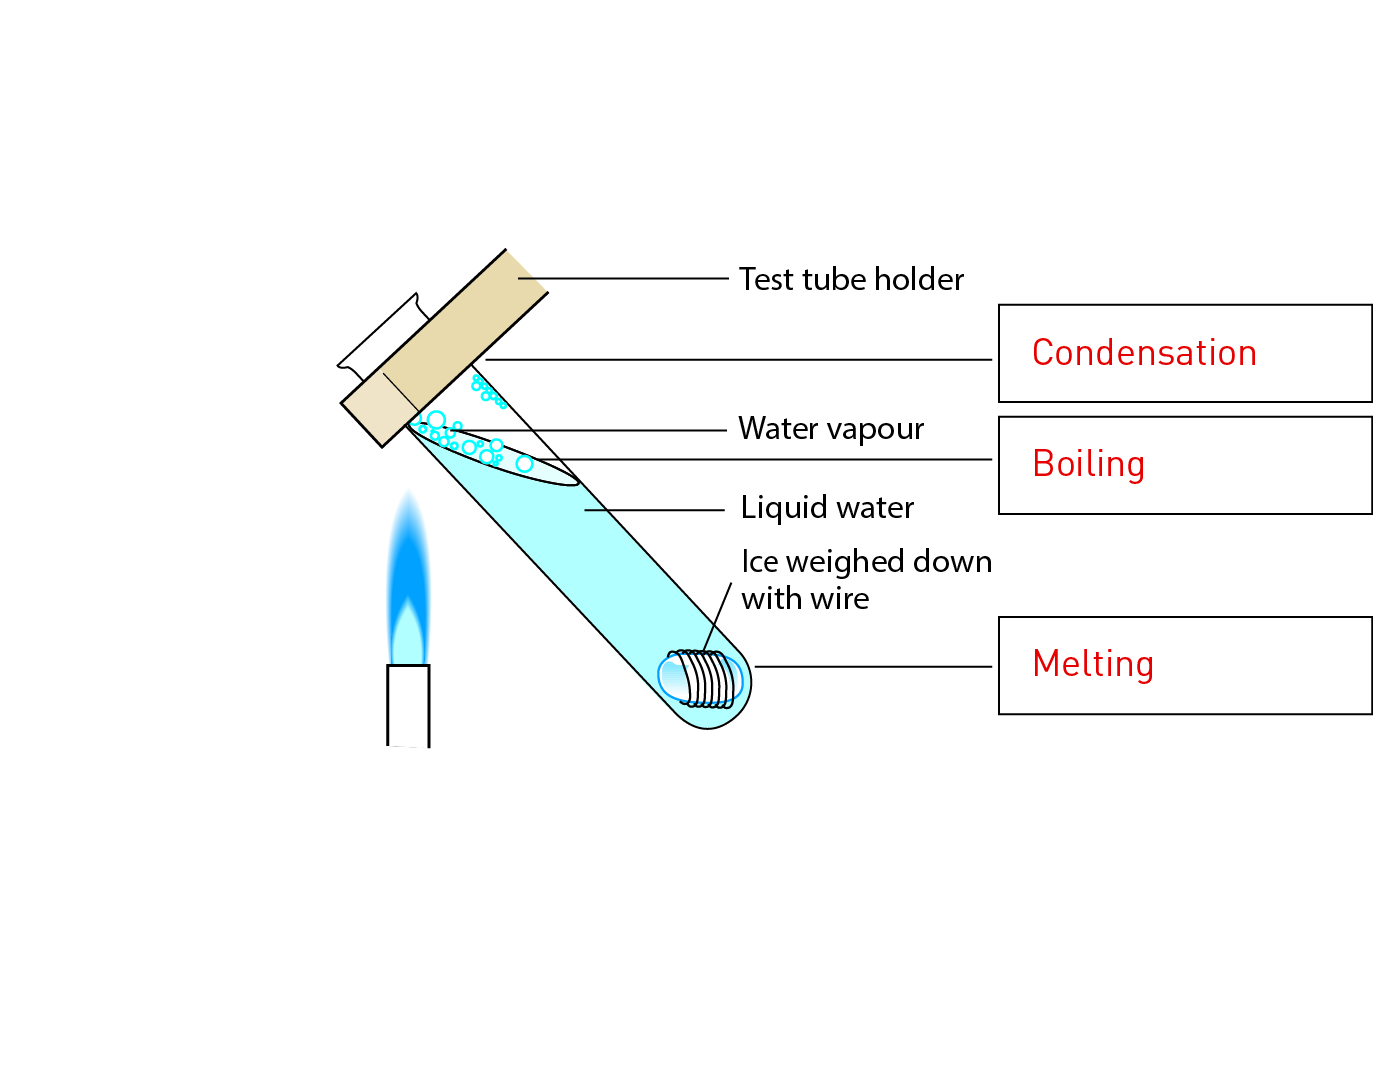 Test tube holder
Condensation
Water vapour
Boiling
Liquid water
Ice weighed down
with wire
Melting